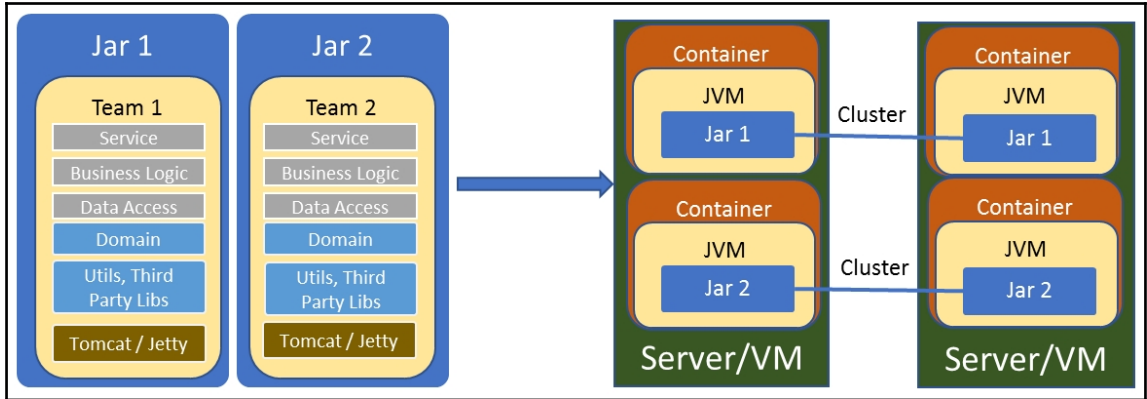 Jar 1
Team 1
Service
Business Logic
Data Access
Domain
Utils, Third
Party Libs
Tomcat / Jetty
Jar 2
Team 2
Service
Business Logic
Data Access
Domain
Utils, Third
Party Libs
Tomcat / Jetty
Container
JVM
Jar 1
Container
JVM
Jar 2
Server/VM
Cluster
Cluster
Container
JVM
Jar 1
Container
JVM
Jar 2
Server/VM